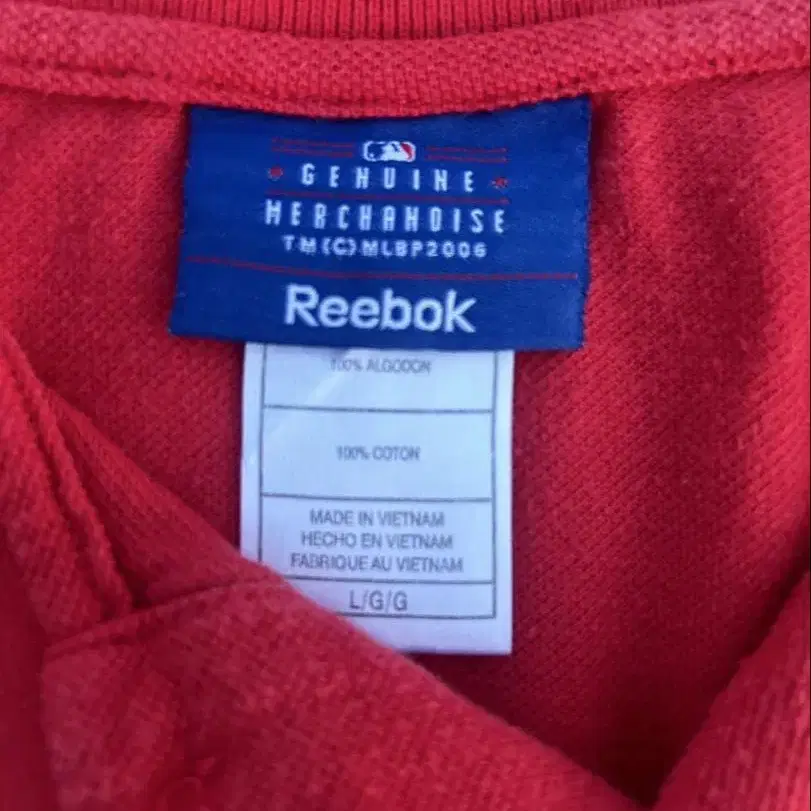 GENUINE
MERCHANDISE
TM(C)MLBP2006
Reebok
100% ALGODON
100% COTON
MADE IN VIETNAM
HECHO EN VIETNAM
FABRIQUE AU VIETNAM
L/G/G